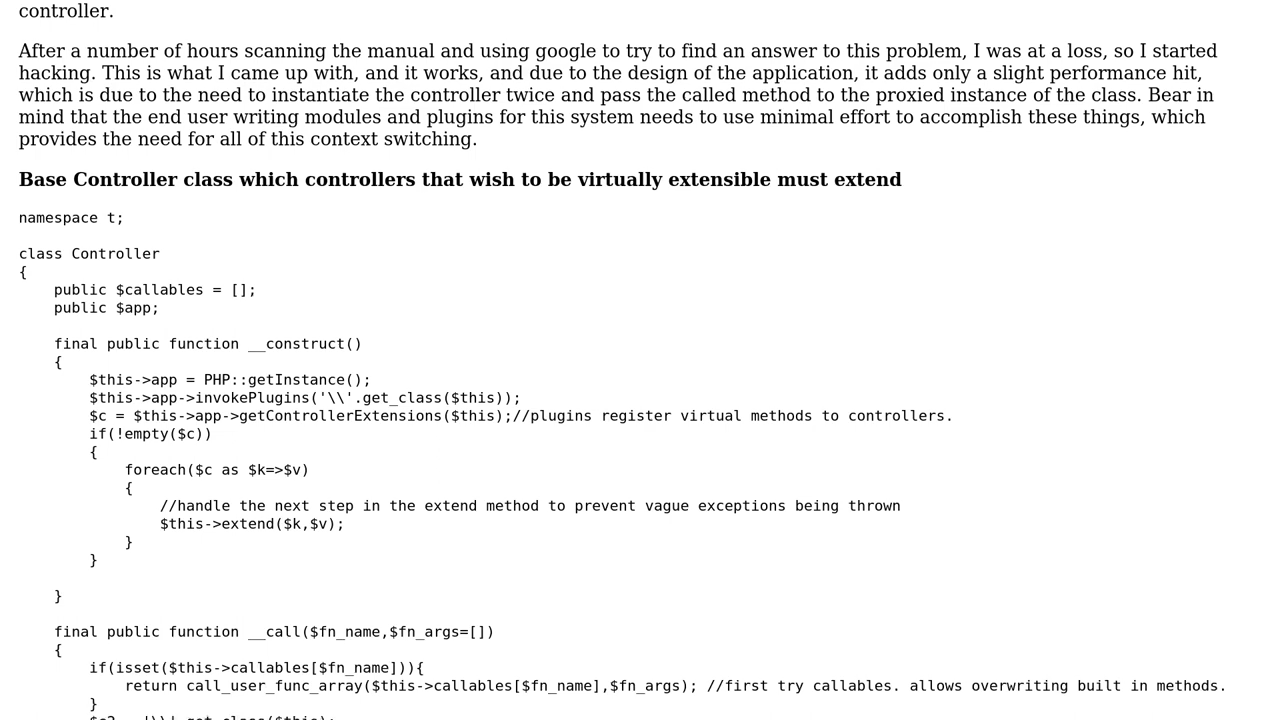 controller.
After a number of hours scanning the manual and using google to try to find an answer to this problem, I was at a loss, so I started
hacking. This is what I came up with, and it works, and due to the design of the application, it adds only a slight performance hit,
which is due to the need to instantiate the controller twice and pass the called method to the proxied instance of the class. Bear in
mind that the end user writing modules and plugins for this system needs to use minimal effort to accomplish these things, which
provides the need for all of this context switching.
Base Controller class which controllers that wish to be virtually extensible must extend
namespace t;
class Controller
{
    public $callables = [];
    public $app;
    final public function __construct()
    {
        $this->app = PHP::getInstance();
        $this->app->invokePlugins('\\'.get_class($this));
        $c = $this->app->getControllerExtensions($this);//plugins register virtual methods to controllers.
        if(!empty($c))
        {
            foreach($c as $k=>$v)
            {
                //handle the next step in the extend method to prevent vague exceptions being thrown
                $this->extend($k,$v);
            }
        }
    }
    final public function __call($fn_name,$fn_args=[])
    {
        if(isset($this->callables[$fn_name])){
            return call_user_func_array($this->callables[$fn_name],$fn_args); //first try callables. allows overwriting built in methods.
        }
        $c2 = '\\'.get_class($this);